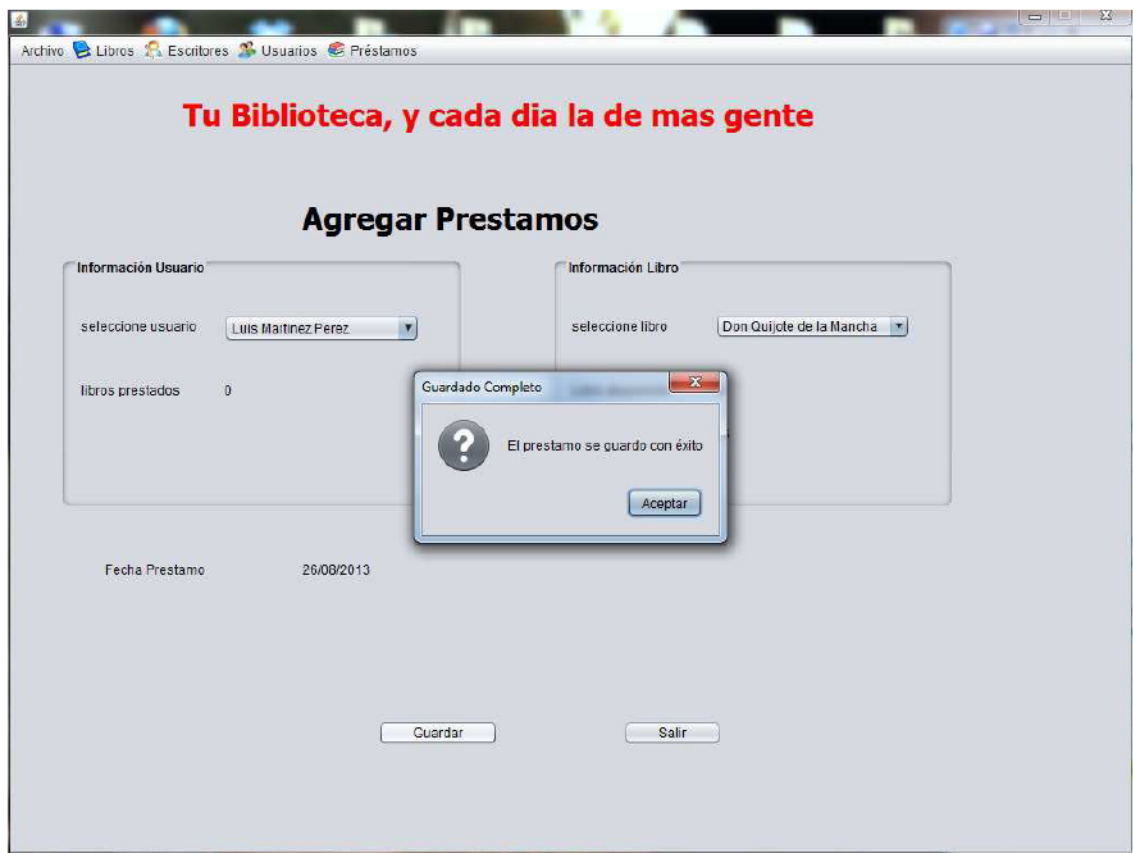 Archivo Libros Escritores Usuarios Préstamos
Tu Biblioteca, y cada dia la de mas gente
Agregar Prestamos
Información Usuario
Información Libro
seleccione usuario Luis Martinez Perez
seleccione libro Don Quijote de la Mancha
libros prestados 0
Guardado Completo
El prestamo se guardo con éxito
Aceptar
Fecha Prestamo 26/08/2013
Guardar Salir